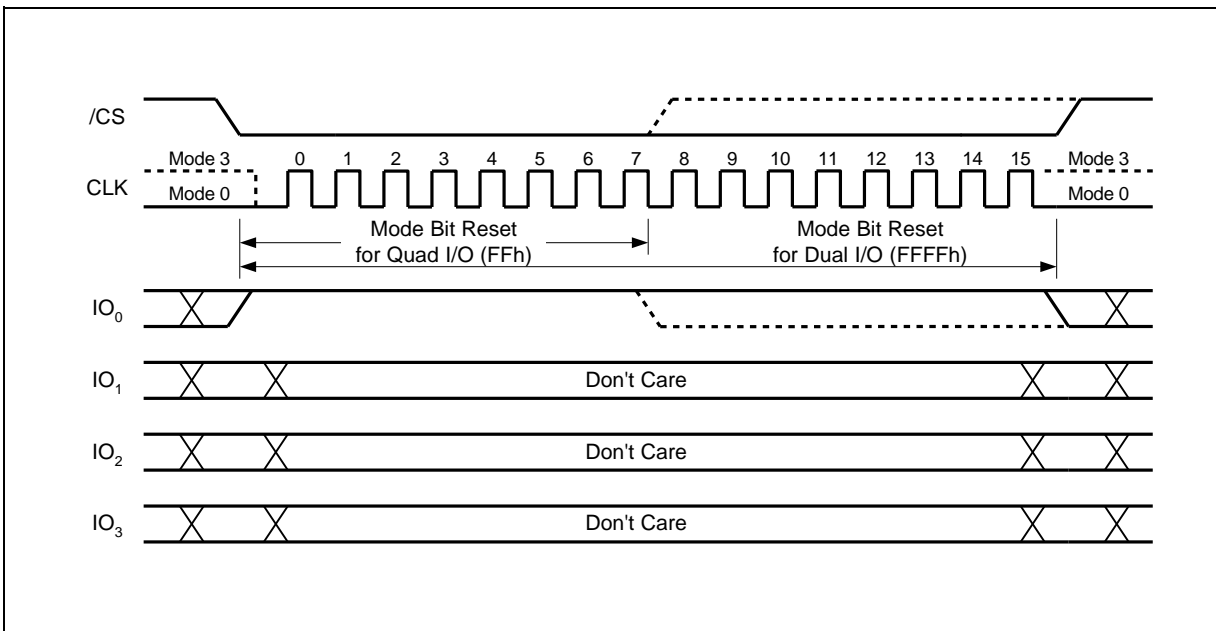 /CS
Mode 3 0 1 2 3 4 5 6 7 8 9 10 11 12 13 14 15 Mode 3
CLK
Mode 0 Mode 0
Mode Bit Reset
for Quad I/O (FFh)
Mode Bit Reset
for Dual I/O (FFFFh)
IO0
IO1 Don't Care
IO2 Don't Care
IO3 Don't Care